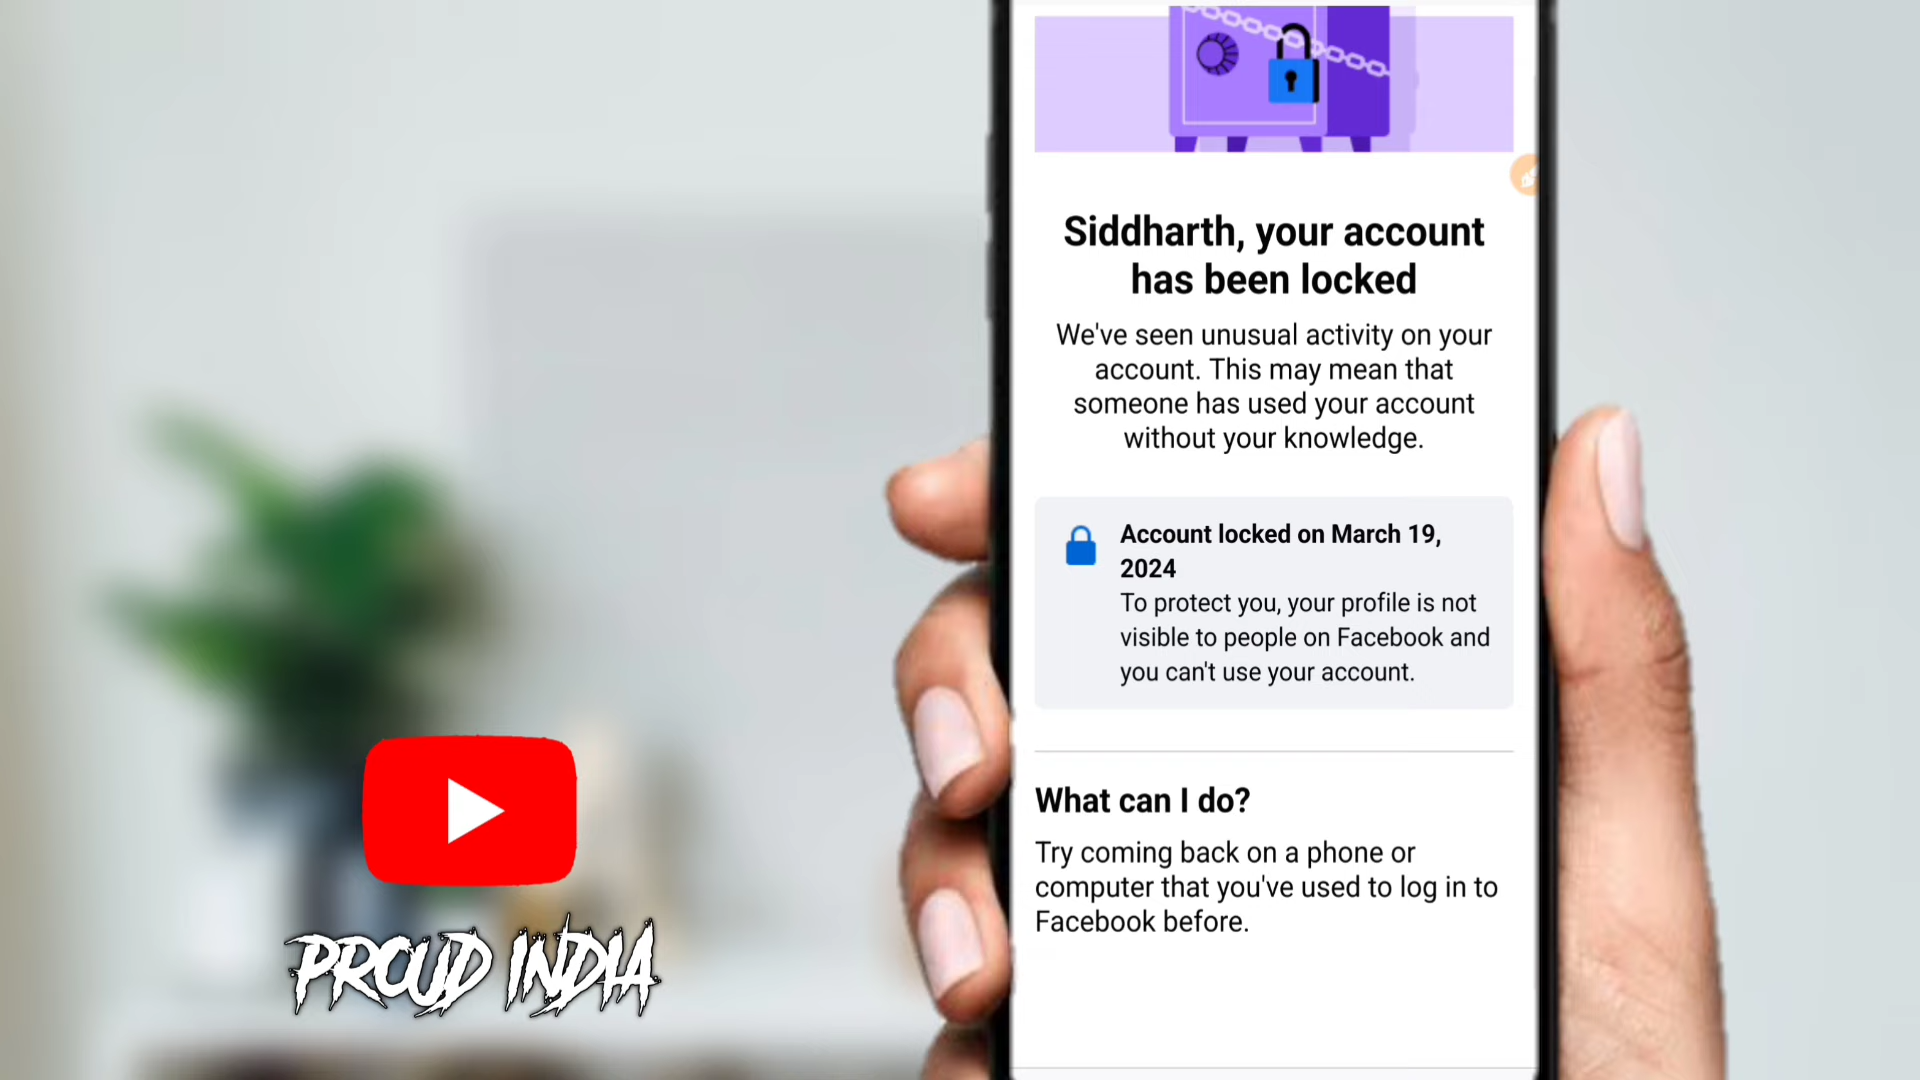 Siddharth, your account
has been locked
We've seen unusual activity on your
account. This may mean that
someone has used your account
without your knowledge.
Account locked on March 19,
2024
To protect you, your profile is not
visible to people on Facebook and
you can't use your account.
What can I do?
Try coming back on a phone or
computer that you've used to log in to
Facebook before.
PROUD INDIA